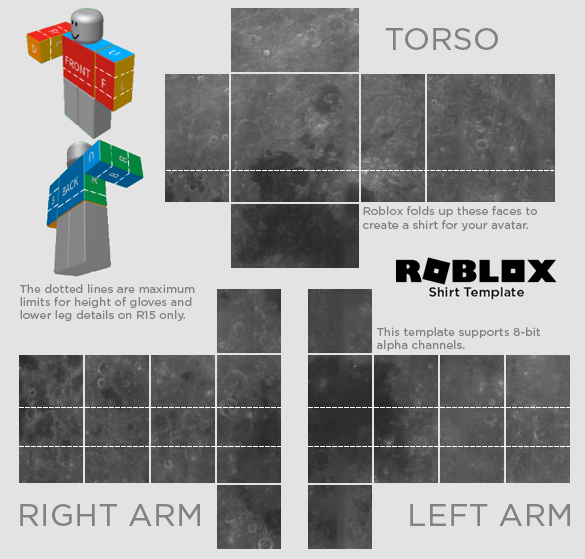 TORSO
FRONT
F
L
U
R
D
BACK
U
R
B
R
Roblox folds up these faces to
create a shirt for your avatar.
ROBLOX
Shirt Template
The dotted lines are maximum
limits for height of gloves and
lower leg details on R15 only.
This template supports 8-bit
alpha channels.
RIGHT ARM
LEFT ARM